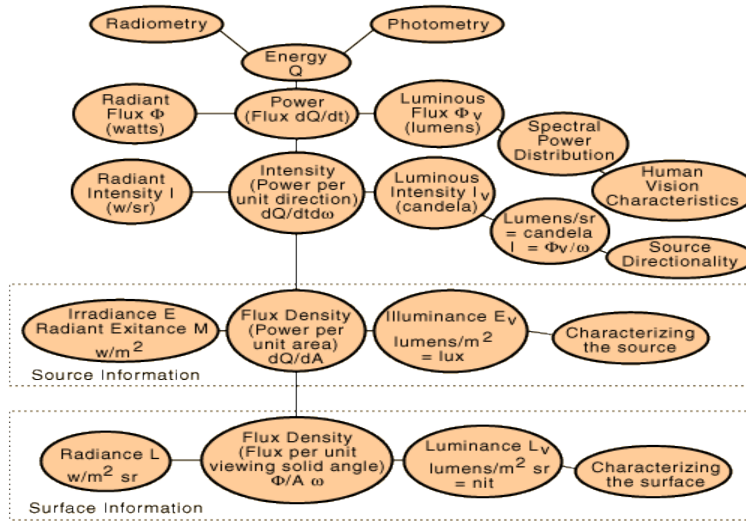 Radiometry
Photometry
Energy
Q
Radiant
Flux Φ
(watts)
Power
(Flux dQ/dt)
Luminous
Flux Φv
(lumens)
Spectral
Power
Distribution
Human
Vision
Characteristics
Radiant
Intensity I
(w/sr)
Intensity
(Power per
unit direction)
dQ/dtdω
Luminous
Intensity Iv
(candela)
Lumens/sr
= candela
I = Φv/ω
Source
Directionality
Irradiance E
Radiant Exitance M
w/m²
Flux Density
(Power per
unit area)
dQ/dA
Illuminance Ev
lumens/m²
= lux
Characterizing
the source
Source Information
Radiance L
w/m² sr
Flux Density
(Flux per unit
viewing solid angle)
Φ/A ω
Luminance Lv
lumens/m² sr
= nit
Characterizing
the surface
Surface Information